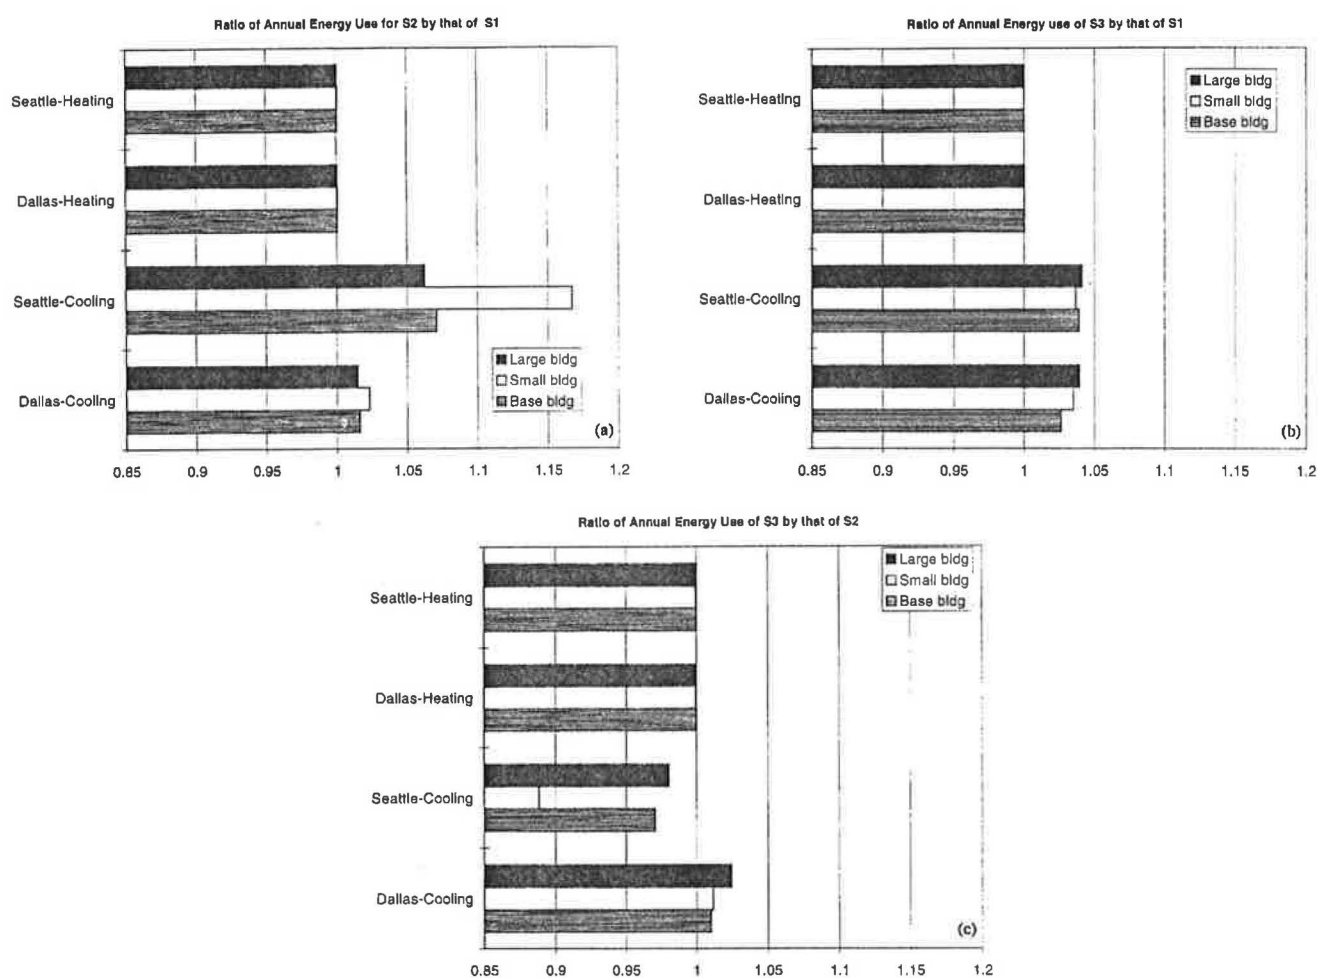 Ratio of Annual Energy Use for S2 by that of S1
Seattle-Heating
Dallas-Heating
Seattle-Cooling
Dallas-Cooling
Large bldg
Small bldg
Base bldg
(a)
0.85 0.9 0.95 1 1.05 1.1 1.15 1.2
Ratio of Annual Energy use of S3 by that of S1
Large bldg
Small bldg
Base bldg
Seattle-Heating
Dallas-Heating
Seattle-Cooling
Dallas-Cooling
(b)
0.85 0.9 0.95 1 1.05 1.1 1.15 1.2
Ratio of Annual Energy Use of S3 by that of S2
Large bldg
Small bldg
Base bldg
Seattle-Heating
Dallas-Heating
Seattle-Cooling
Dallas-Cooling
(c)
0.85 0.9 0.95 1 1.05 1.1 1.15 1.2